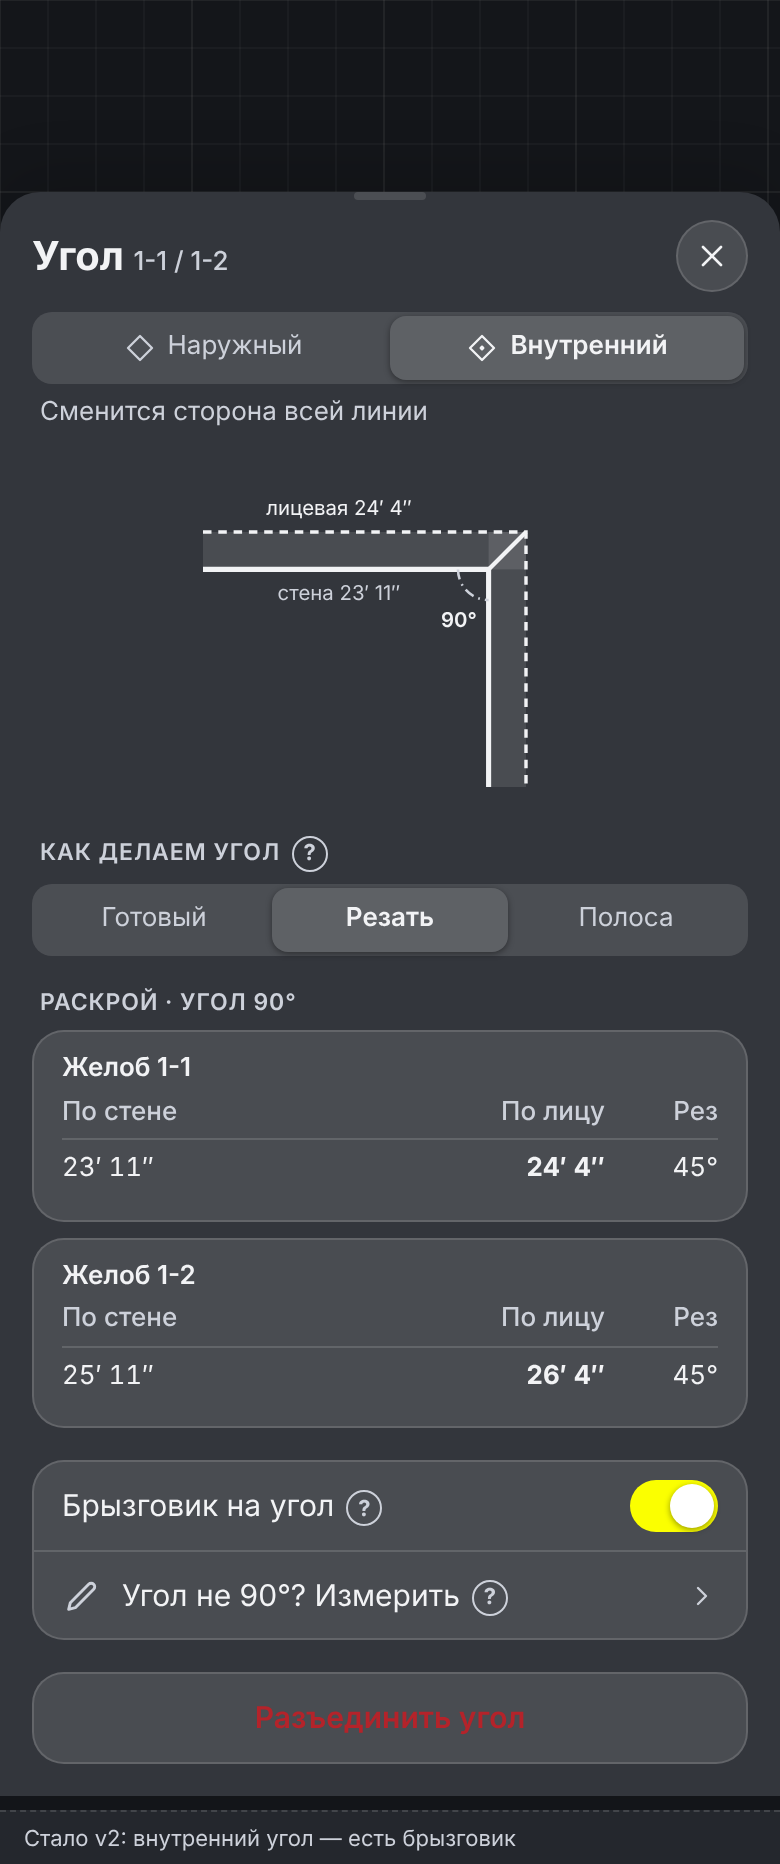 Угол 1-1 / 1-2
Наружный
Внутренний
Сменится сторона всей линии
лицевая 24′ 4″
стена 23′ 11″
90°
КАК ДЕЛАЕМ УГОЛ ?
Готовый
Резать
Полоса
РАСКРОЙ · УГОЛ 90°
Желоб 1-1
По стене По лицу Рез
23′ 11″ 24′ 4″ 45°
Желоб 1-2
По стене По лицу Рез
25′ 11″ 26′ 4″ 45°
Брызговик на угол ?
Угол не 90°? Измерить ?
Разъединить угол
Стало v2: внутренний угол — есть брызговик